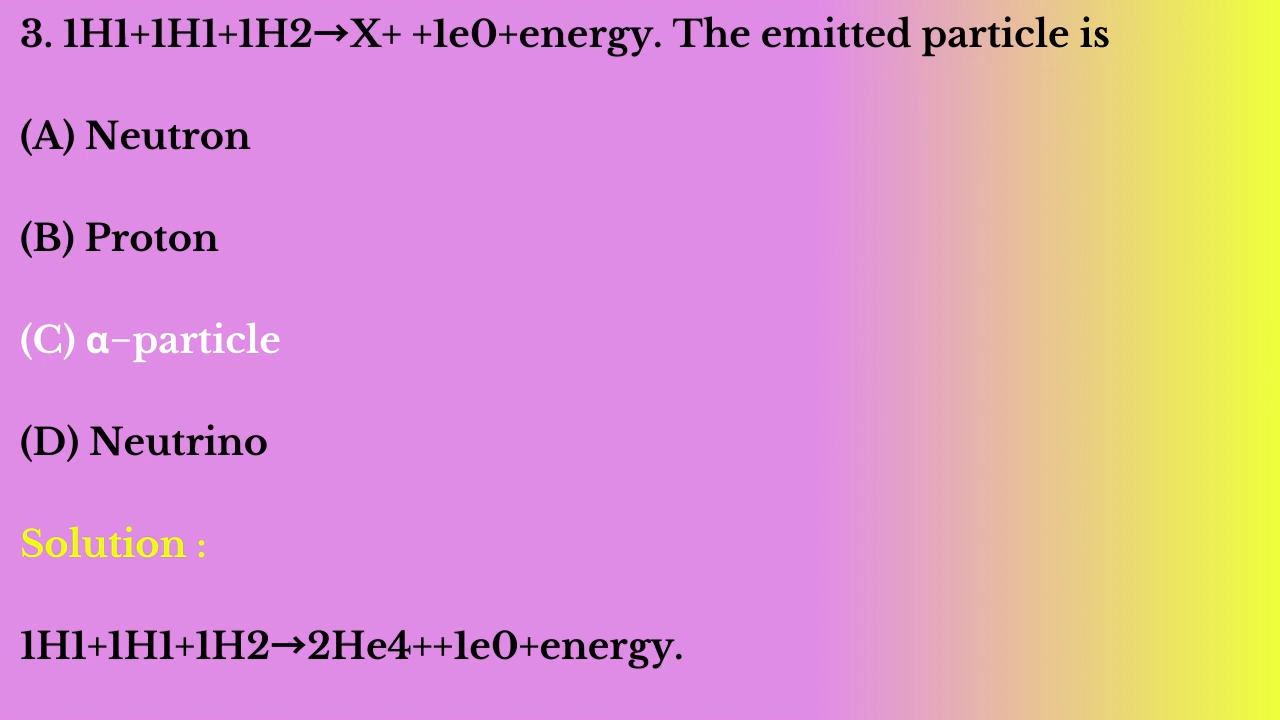 3. 1H1+1H1+1H2→X+ +1e0+energy. The emitted particle is
(A) Neutron
(B) Proton
(C) α−particle
(D) Neutrino
Solution :
1H1+1H1+1H2→2He4++1e0+energy.